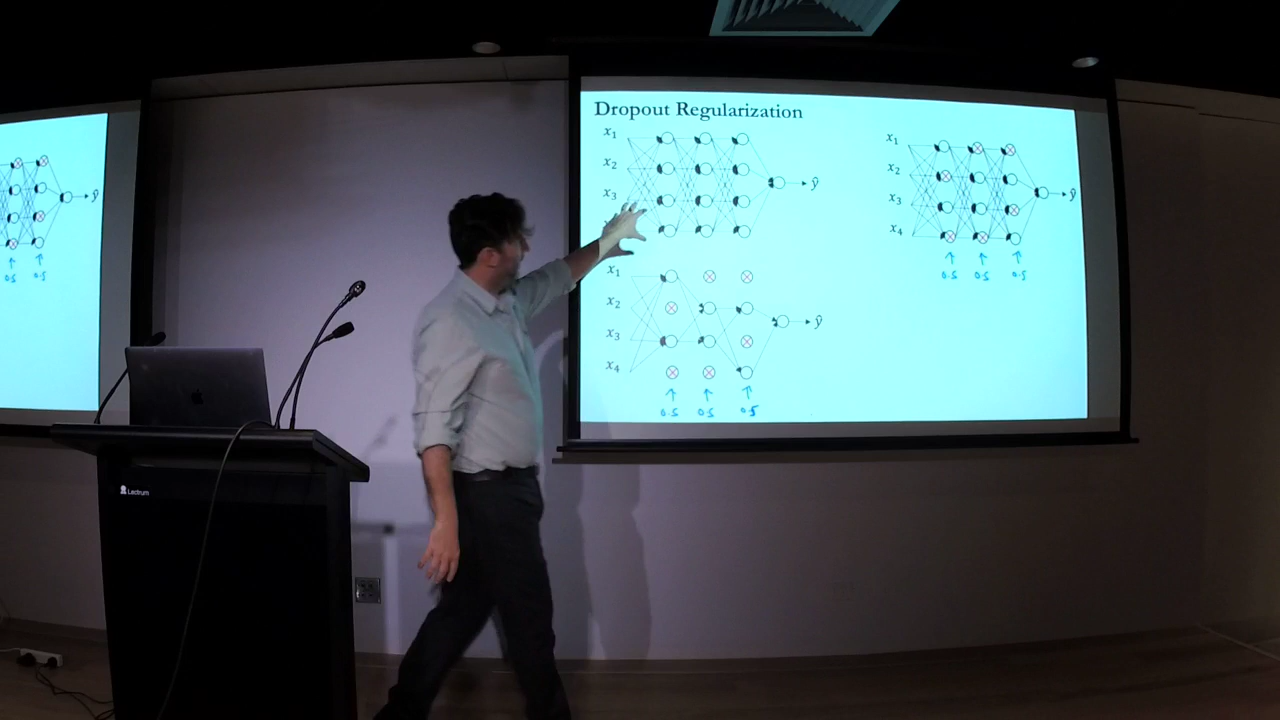 Dropout Regularization
x₁
x₂
x₃
ŷ
x₁
x₂
x₃
x₄
ŷ
0.5 0.5 0.5
x₁
x₂
x₃
x₄
ŷ
0.5 0.5 0.5
ŷ
0.5 0.5
Lectrum